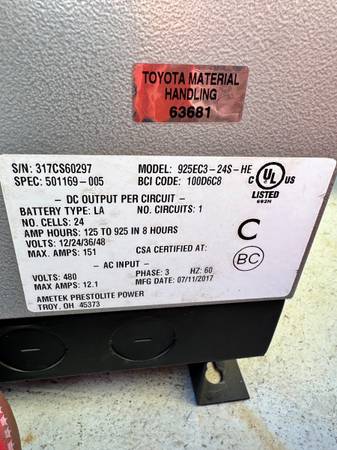 TOYOTA MATERIAL
HANDLING
63681
S/N: 317CS60297 MODEL: 925EC3-24S-HE
SPEC: 501169-005 BCI CODE: 100D6C8
— DC OUTPUT PER CIRCUIT —
BATTERY TYPE: LA NO. CIRCUITS: 1
NO. CELLS: 24
AMP HOURS: 125 TO 925 IN 8 HOURS
VOLTS: 12/24/36/48
MAX AMPS: 151 CSA CERTIFIED AT:
— AC INPUT —
VOLTS: 480 PHASE: 3 HZ: 60
MAX AMPS: 12.1 MFG DATE: 07/11/2017
AMETEK PRESTOLITE POWER
TROY, OH 45373
C UL US
LISTED
C
BC